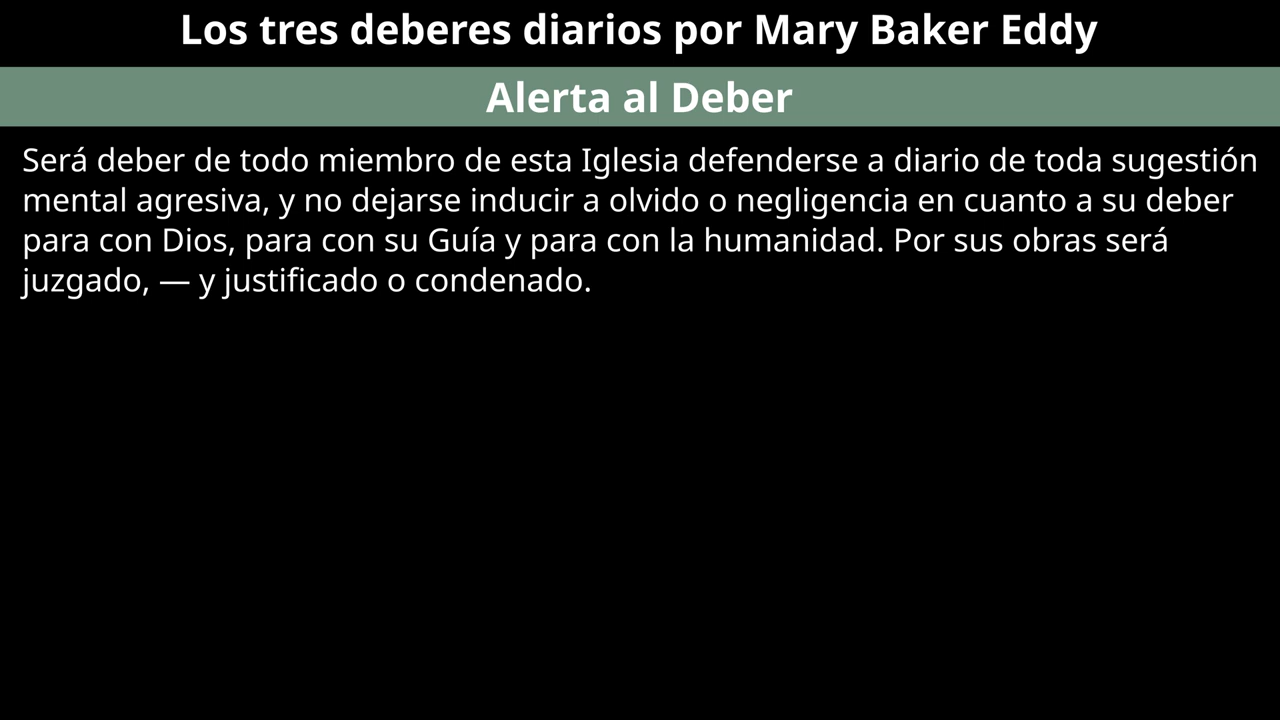 Los tres deberes diarios por Mary Baker Eddy
Alerta al Deber
Será deber de todo miembro de esta Iglesia defenderse a diario de toda sugestión
mental agresiva, y no dejarse inducir a olvido o negligencia en cuanto a su deber
para con Dios, para con su Guía y para con la humanidad. Por sus obras será
juzgado, — y justificado o condenado.